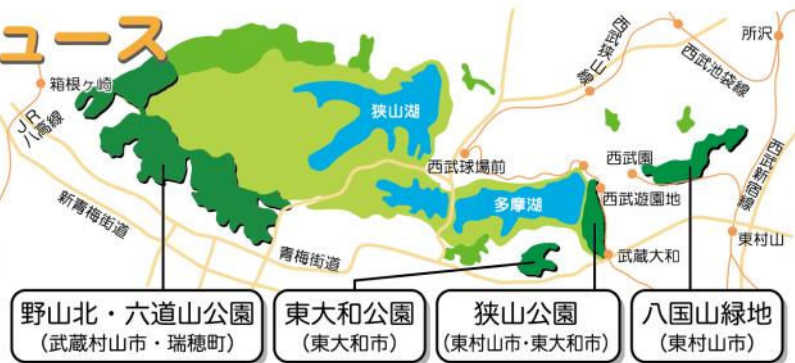 ュース
箱根ヶ崎
JR八高線
新青梅街道
青梅街道
狭山湖
多摩湖
西武球場前
西武狭山線
西武池袋線
所沢
西武園
西武新宿線
西武遊園地
東村山
武蔵大和
野山北・六道山公園
(武蔵村山市・瑞穂町)
東大和公園
(東大和市)
狭山公園
(東村山市・東大和市)
八国山緑地
(東村山市)